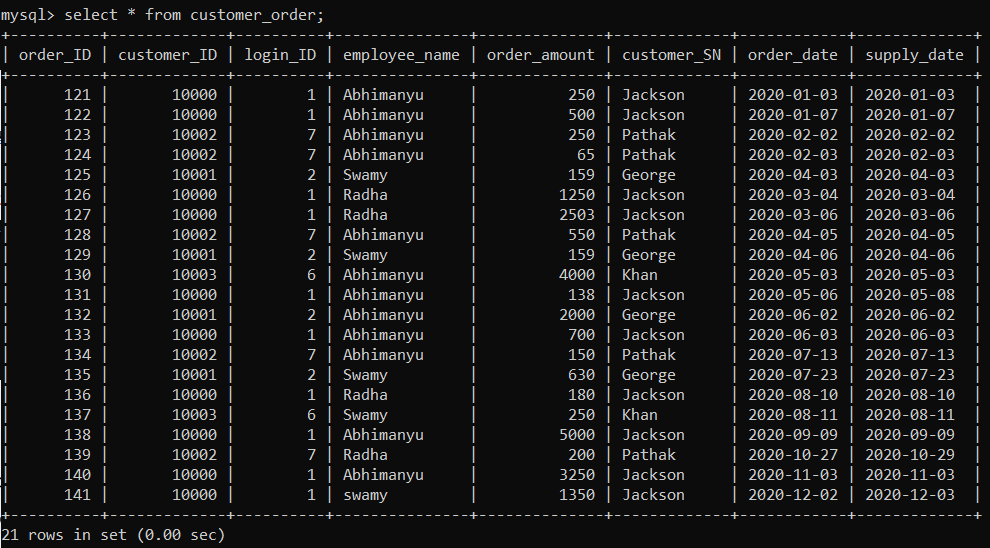 mysql> select * from customer_order;
+----------+-------------+----------+---------------+--------------+-------------+------------+-------------+
| order_ID | customer_ID | login_ID | employee_name | order_amount | customer_SN | order_date | supply_date |
+----------+-------------+----------+---------------+--------------+-------------+------------+-------------+
|      121 |       10000 |        1 | Abhimanyu     |          250 | Jackson     | 2020-01-03 | 2020-01-03  |
|      122 |       10000 |        1 | Abhimanyu     |          500 | Jackson     | 2020-01-07 | 2020-01-07  |
|      123 |       10002 |        7 | Abhimanyu     |          250 | Pathak      | 2020-02-02 | 2020-02-02  |
|      124 |       10002 |        7 | Abhimanyu     |           65 | Pathak      | 2020-02-03 | 2020-02-03  |
|      125 |       10001 |        2 | Swamy         |          159 | George      | 2020-04-03 | 2020-04-03  |
|      126 |       10000 |        1 | Radha         |         1250 | Jackson     | 2020-03-04 | 2020-03-04  |
|      127 |       10000 |        1 | Radha         |         2503 | Jackson     | 2020-03-06 | 2020-03-06  |
|      128 |       10002 |        7 | Abhimanyu     |          550 | Pathak      | 2020-04-05 | 2020-04-05  |
|      129 |       10001 |        2 | Swamy         |          159 | George      | 2020-04-06 | 2020-04-06  |
|      130 |       10003 |        6 | Abhimanyu     |         4000 | Khan        | 2020-05-03 | 2020-05-03  |
|      131 |       10000 |        1 | Abhimanyu     |          138 | Jackson     | 2020-05-06 | 2020-05-08  |
|      132 |       10001 |        2 | Abhimanyu     |         2000 | George      | 2020-06-02 | 2020-06-02  |
|      133 |       10000 |        1 | Abhimanyu     |          700 | Jackson     | 2020-06-03 | 2020-06-03  |
|      134 |       10002 |        7 | Abhimanyu     |          150 | Pathak      | 2020-07-13 | 2020-07-13  |
|      135 |       10001 |        2 | Swamy         |          630 | George      | 2020-07-23 | 2020-07-23  |
|      136 |       10000 |        1 | Radha         |          180 | Jackson     | 2020-08-10 | 2020-08-10  |
|      137 |       10003 |        6 | Swamy         |          250 | Khan        | 2020-08-11 | 2020-08-11  |
|      138 |       10000 |        1 | Abhimanyu     |         5000 | Jackson     | 2020-09-09 | 2020-09-09  |
|      139 |       10002 |        7 | Radha         |          200 | Pathak      | 2020-10-27 | 2020-10-29  |
|      140 |       10000 |        1 | Abhimanyu     |         3250 | Jackson     | 2020-11-03 | 2020-11-03  |
|      141 |       10000 |        1 | swamy         |         1350 | Jackson     | 2020-12-02 | 2020-12-03  |
+----------+-------------+----------+---------------+--------------+-------------+------------+-------------+
21 rows in set (0.00 sec)